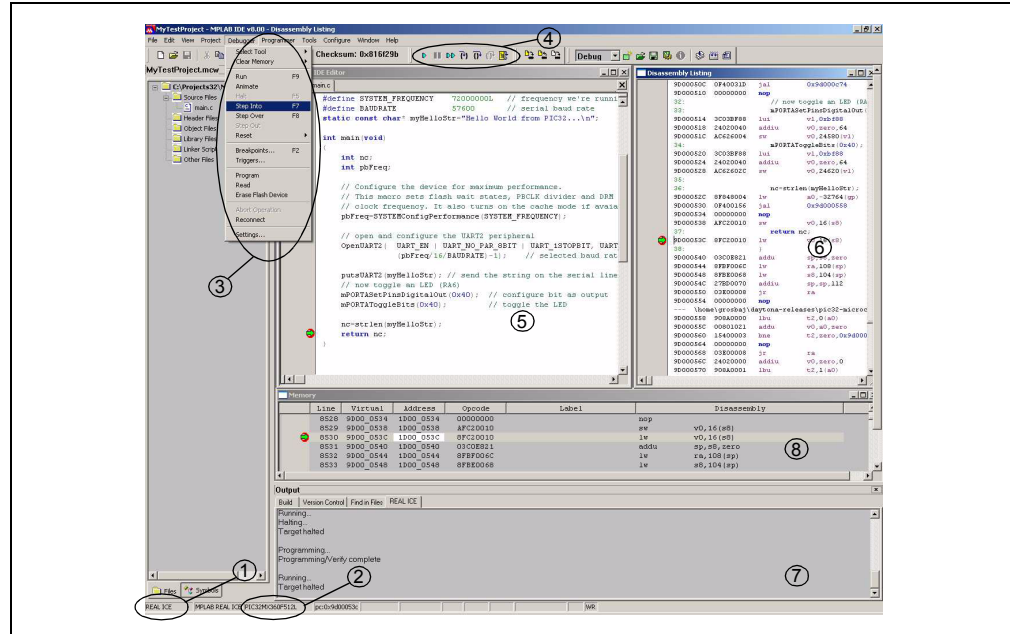 MyTestProject - MPLAB IDE v8.00 - Disassembly Listing
File Edit View Project Debugger Programmer Tools Configure Window Help
Checksum: 0x816f29b
Debug
4
MyTestProject.mcw
C:\Projects32\
Source Files
main.c
Header Files
Object Files
Library Files
Linker Scrip
Other Files
Select Tool
Clear Memory
Run F9
Animate
Halt F5
Step Into F7
Step Over F8
Step Out
Reset
Breakpoints... F2
Triggers...
Program
Read
Erase Flash Device
Abort Operation
Reconnect
Settings...
3
IDE Editor
main.c
#define SYSTEM_FREQUENCY 72000000L // frequency we're runni
#define BAUDRATE 57600 // serial baud rate
static const char* myHelloStr="Hello World from PIC32...\n";
int main(void)
{
int nc;
int pbFreq;
// Configure the device for maximum performance.
// This macro sets flash wait states, PBCLK divider and DRM
// clock frequency. It also turns on the cache mode if avaia
pbFreq=SYSTEMConfigPerformance(SYSTEM_FREQUENCY);
// open and configure the UART2 peripheral
OpenUART2( UART_EN | UART_NO_PAR_8BIT | UART_1STOPBIT, UART
(pbFreq/16/BAUDRATE)-1); // selected baud rat
putsUART2(myHelloStr); // send the string on the serial line
// now toggle an LED (RA6)
mPORTASetPinsDigitalOut(0x40); // configure bit as output
mPORTAToggleBits(0x40); // toggle the LED
5
nc=strlen(myHelloStr);
return nc;
}
Disassembly Listing
9D00050C 0F40031D jal 0x9d000c74
9D000510 00000000 nop
32: // now toggle an LED (RA
33: mPORTASetPinsDigitalOut(
9D000514 3C03BF88 lui v1,0xbf88
9D000518 24020040 addiu v0,zero,64
9D00051C AC626004 sw v0,24580(v1)
34: mPORTAToggleBits(0x40);
9D000520 3C03BF88 lui v1,0xbf88
9D000524 24020040 addiu v0,zero,64
9D000528 AC62602C sw v0,24620(v1)
35:
36: nc=strlen(myHelloStr);
9D00052C 8F848004 lw a0,-32764(gp)
9D000530 0F400156 jal 0x9d000558
9D000534 00000000 nop
9D000538 AFC20010 sw v0,16(s8)
37: return nc;
9D00053C 8FC20010 lw (s8)
6
38: }
9D000540 03C0E821 addu sp,s8,zero
9D000544 8FBF006C lw ra,108(sp)
9D000548 8FBE0068 lw s8,104(sp)
9D00054C 27BD0070 addiu sp,sp,112
9D000550 03E00008 jr ra
9D000554 00000000 nop
--- \home\grosbaj\daytona-releases\pic32-microc
9D000558 908A0000 lbu t2,0(a0)
9D00055C 00801021 addu v0,a0,zero
9D000560 15400003 bne t2,zero,0x9d000
9D000564 00000000 nop
9D000568 03E00008 jr ra
9D00056C 24020000 addiu v0,zero,0
9D000570 908A0001 lbu t2,1(a0)
Memory
Line Virtual Address Opcode Label Disassembly
8528 9D00_0534 1D00_0534 00000000 nop
8529 9D00_0538 1D00_0538 AFC20010 sw v0,16(s8)
8530 9D00_053C 1D00_053C 8FC20010 lw v0,16(s8)
8531 9D00_0540 1D00_0540 03C0E821 addu sp,s8,zero
8532 9D00_0544 1D00_0544 8FBF006C lw ra,108(sp)
8533 9D00_0548 1D00_0548 8FBE0068 lw s8,104(sp)
8
Output
Build Version Control Find in Files REAL ICE
Running...
Halting...
Target halted
Programming...
Programming/Verify complete
Running...
Target halted
7
1
2
Files Symbols
REAL ICE MPLAB REAL ICE PIC32MX360F512L pc:0x9d00053c WR